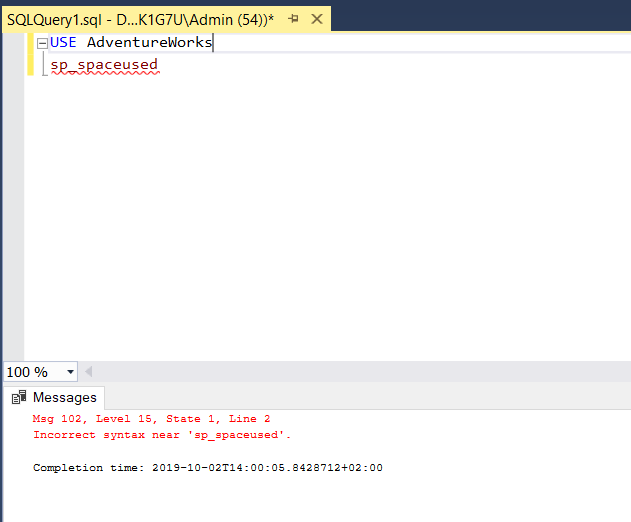 SQLQuery1.sql - D...K1G7U\Admin (54))*
USE AdventureWorks
sp_spaceused
100 %
Messages
Msg 102, Level 15, State 1, Line 2
Incorrect syntax near 'sp_spaceused'.
Completion time: 2019-10-02T14:00:05.8428712+02:00